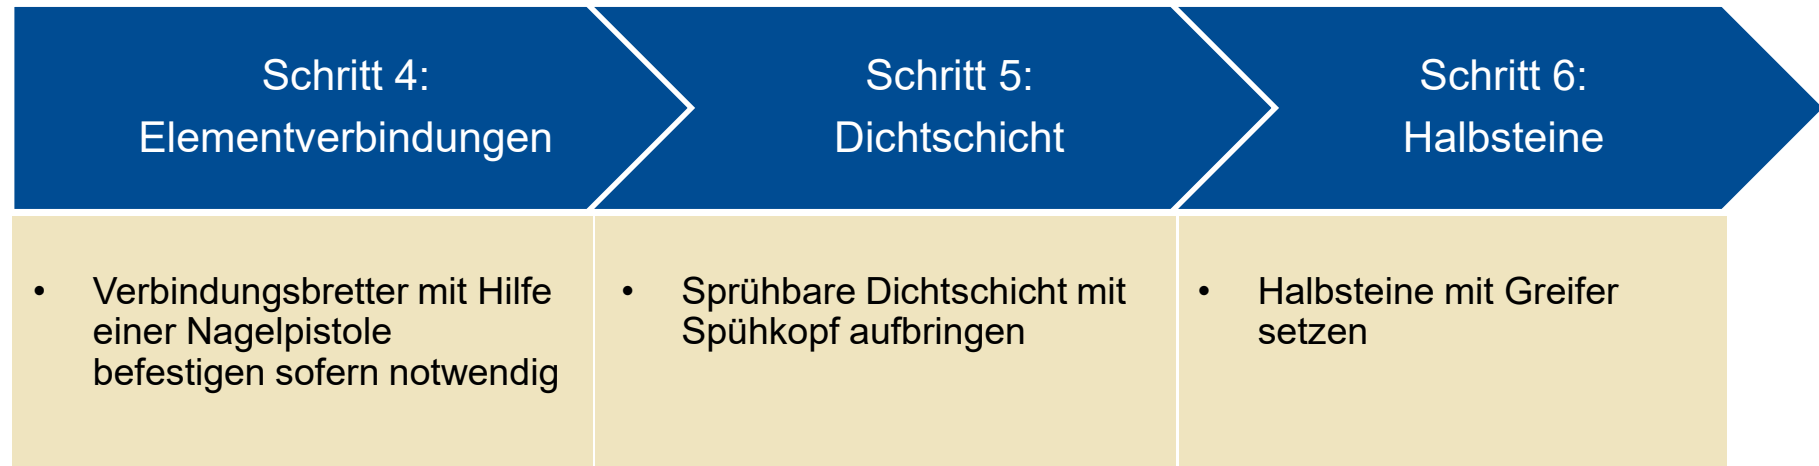 Schritt 4:
Elementverbindungen
Schritt 5:
Dichtschicht
Schritt 6:
Halbsteine
• Verbindungsbretter mit Hilfe
einer Nagelpistole
befestigen sofern notwendig
• Sprühbare Dichtschicht mit
Spühkopf aufbringen
• Halbsteine mit Greifer
setzen